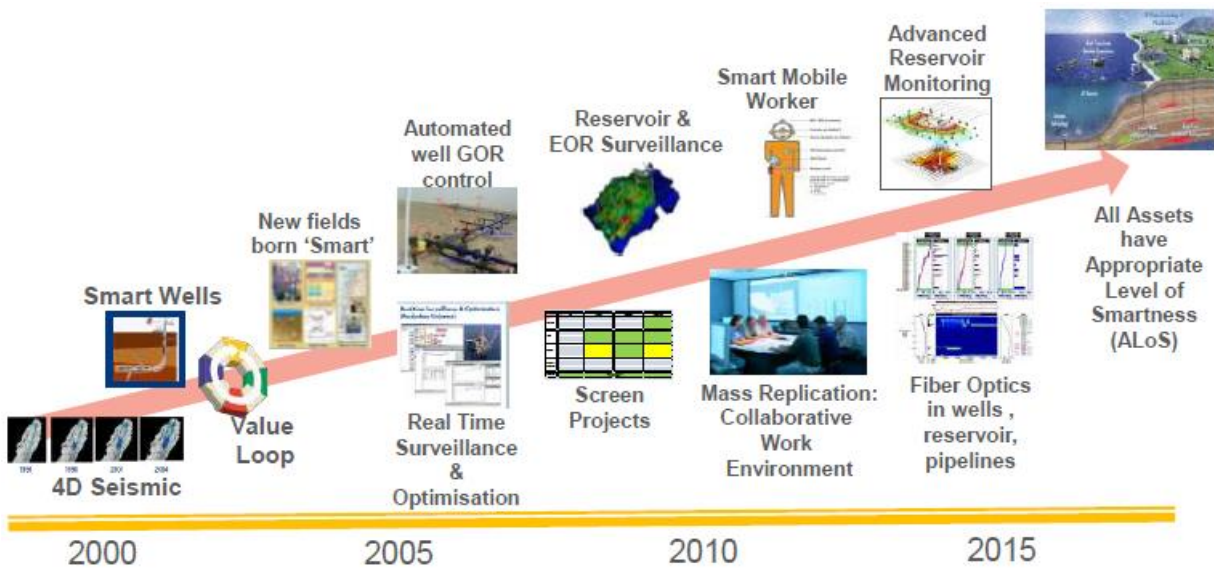 Smart Wells
4D Seismic
Value
Loop
New fields
born ‘Smart’
Automated
well GOR
control
Real Time
Surveillance
&
Optimisation
Reservoir &
EOR Surveillance
Screen
Projects
Smart Mobile
Worker
Mass Replication:
Collaborative
Work
Environment
Advanced
Reservoir
Monitoring
Fiber Optics
in wells ,
reservoir,
pipelines
All Assets
have
Appropriate
Level of
Smartness
(ALoS)
2000
2005
2010
2015